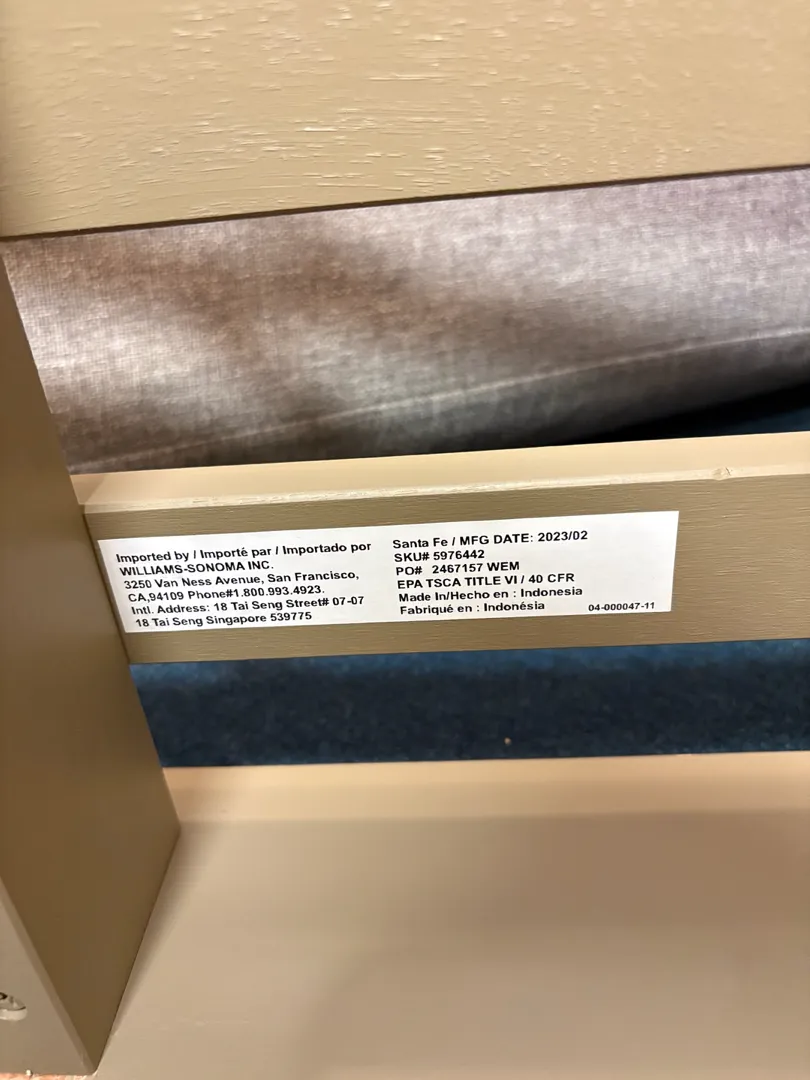 Imported by / Importé par / Importado por
WILLIAMS-SONOMA INC.
3250 Van Ness Avenue, San Francisco,
CA,94109 Phone#1.800.993.4923.
Intl. Address: 18 Tai Seng Street# 07-07
18 Tai Seng Singapore 539775
Santa Fe / MFG DATE: 2023/02
SKU# 5976442
PO# 2467157 WEM
EPA TSCA TITLE VI / 40 CFR
Made In/Hecho en : Indonesia
Fabriqué en : Indonésia
04-000047-11